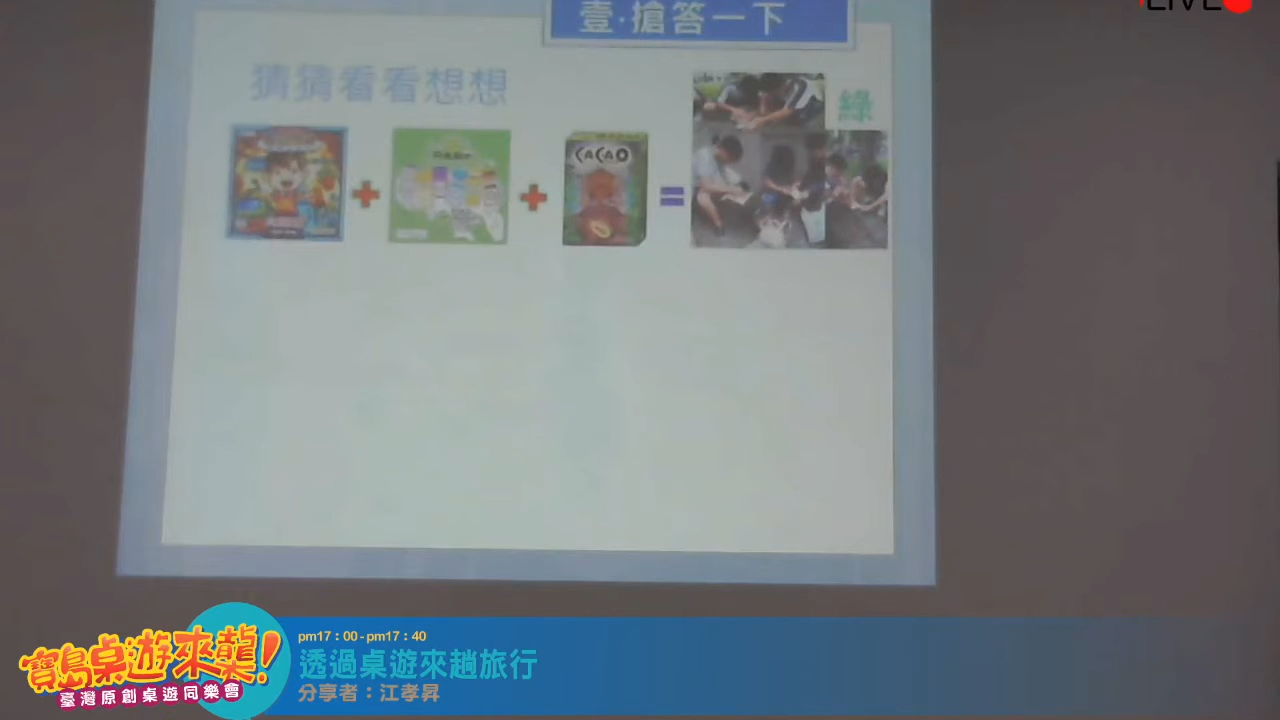 LIVE
壹·搶答一下
猜猜看看想想
綠
CACAO
pm17：00-pm17：40
透過桌遊來趟旅行
分享者：江孝昇
寶島桌遊來襲！
臺灣原創桌遊同樂會